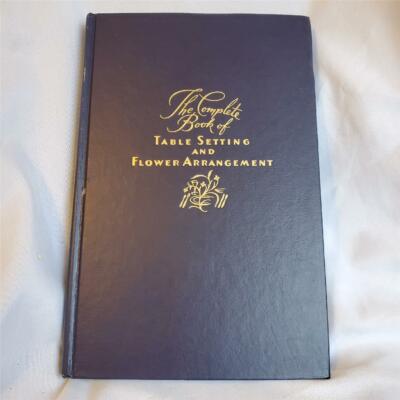 The Complete
Book of
TABLE SETTING
AND
FLOWER ARRANGEMENT